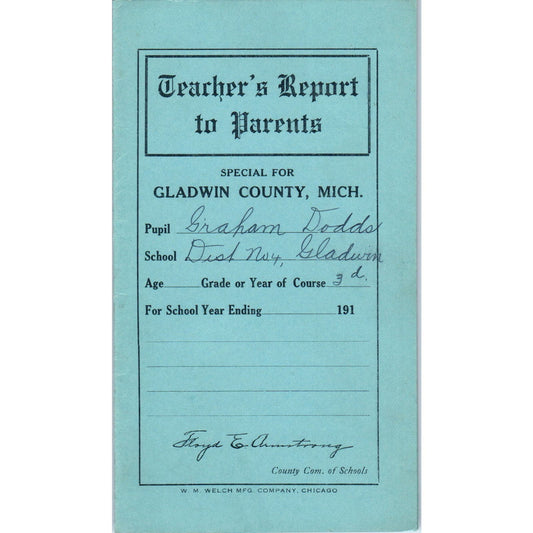 Teacher's Report
to Parents
SPECIAL FOR
GLADWIN COUNTY, MICH.
Pupil Graham Dodds
School Dist No 4, Gladwin
Age Grade or Year of Course 3d.
For School Year Ending 191
Floyd E. Armstrong
County Com. of Schools
W. M. WELCH MFG. COMPANY, CHICAGO